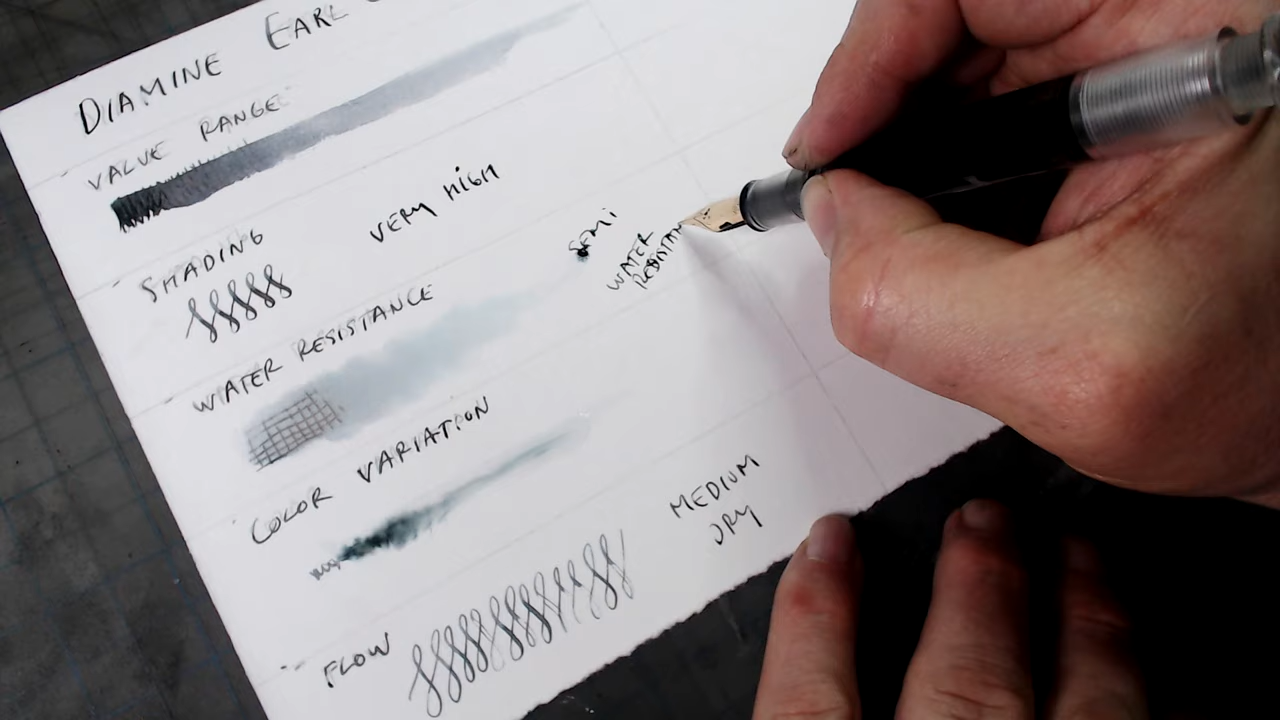 DIAMINE EARL
VALUE RANGE
SHADING
VERY HIGH
WATER RESISTANCE
SEMI
WATER
COLOR VARIATION
FLOW
MEDIUM
DRY